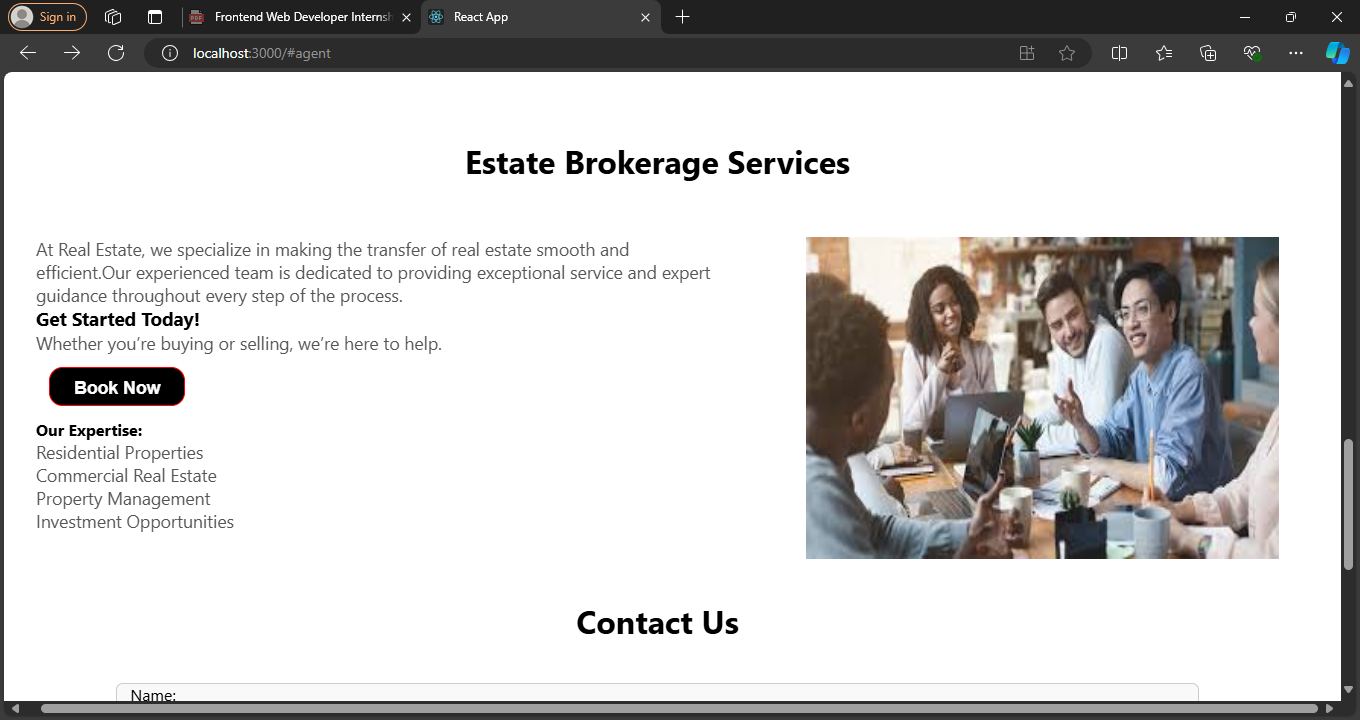 Sign in
Frontend Web Developer Internsh
React App
localhost:3000/#agent
Estate Brokerage Services
At Real Estate, we specialize in making the transfer of real estate smooth and
efficient.Our experienced team is dedicated to providing exceptional service and expert
guidance throughout every step of the process.
Get Started Today!
Whether you’re buying or selling, we’re here to help.
Book Now
Our Expertise:
Residential Properties
Commercial Real Estate
Property Management
Investment Opportunities
Contact Us
Name: